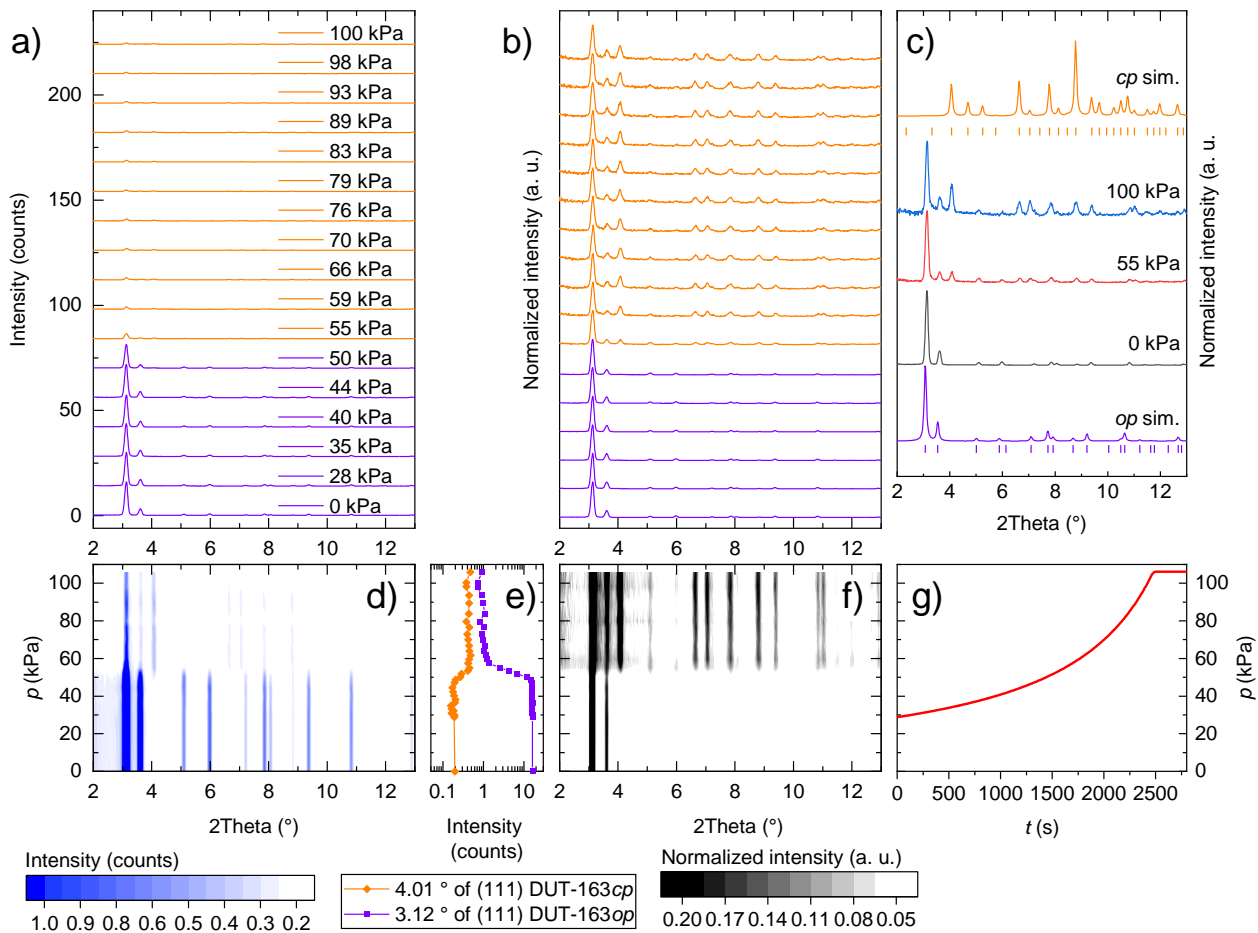 a)
Intensity (counts)
200
150
100
50
0
100 kPa
98 kPa
93 kPa
89 kPa
83 kPa
79 kPa
76 kPa
70 kPa
66 kPa
59 kPa
55 kPa
50 kPa
44 kPa
40 kPa
35 kPa
28 kPa
0 kPa
2 4 6 8 10 12
b)
Normalized intensity (a. u.)
2 4 6 8 10 12
c)
cp sim.
100 kPa
55 kPa
0 kPa
op sim.
Normalized intensity (a. u.)
2 4 6 8 10 12
2Theta (°)
d)
p (kPa)
100
80
60
40
20
0
2 4 6 8 10 12
2Theta (°)
e)
0.1 1 10
Intensity
(counts)
f)
2 4 6 8 10 12
2Theta (°)
g)
100
80
60
40
20
0
p (kPa)
0 500 1000 1500 2000 2500
t (s)
Intensity (counts)
1.0 0.9 0.8 0.6 0.5 0.4 0.3 0.2
4.01 ° of (111) DUT-163cp
3.12 ° of (111) DUT-163op
Normalized intensity (a. u.)
0.20 0.17 0.14 0.11 0.08 0.05